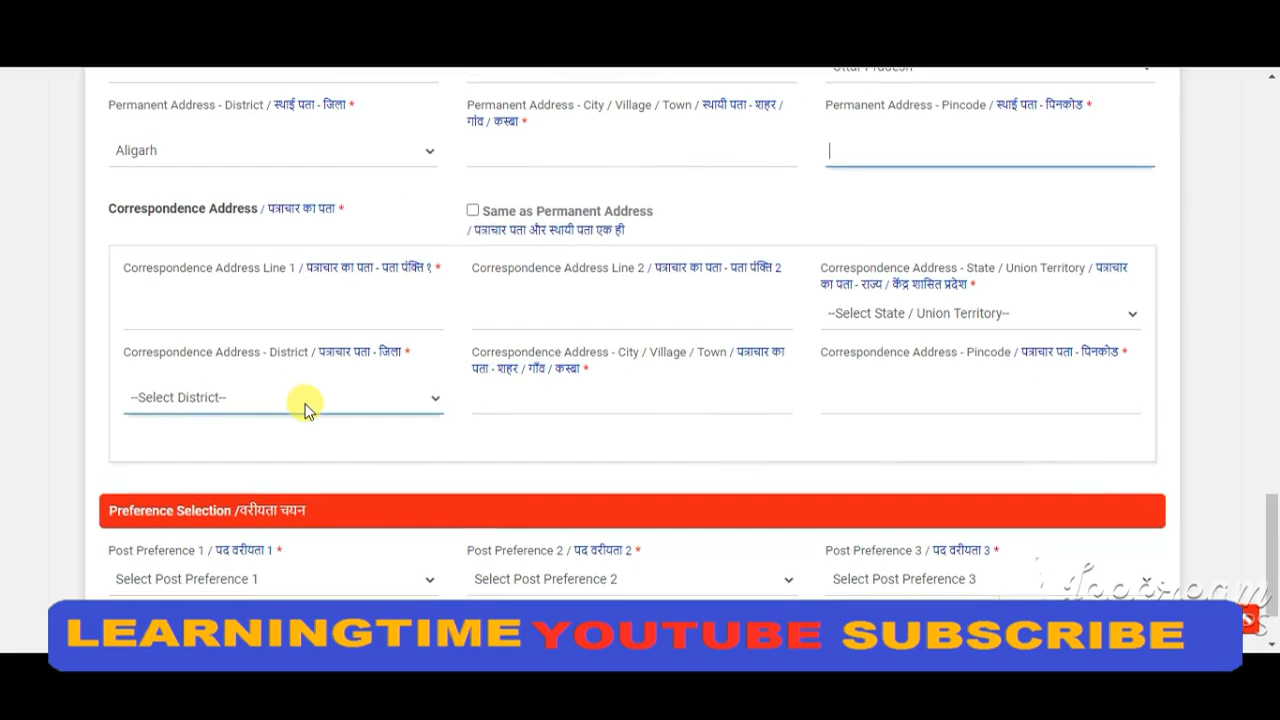 Uttar Pradesh
Permanent Address - District / स्थाई पता - जिला *
Permanent Address - City / Village / Town / स्थायी पता - शहर /
गांव / कस्बा *
Permanent Address - Pincode / स्थाई पता - पिनकोड *
Aligarh
Correspondence Address / पत्राचार का पता *
Same as Permanent Address
/ पत्राचार पता और स्थायी पता एक ही
Correspondence Address Line 1 / पत्राचार का पता - पता पंक्ति १ *
Correspondence Address Line 2 / पत्राचार का पता - पता पंक्ति 2
Correspondence Address - State / Union Territory / पत्राचार
का पता - राज्य / केंद्र शासित प्रदेश *
--Select State / Union Territory--
Correspondence Address - District / पत्राचार पता - जिला *
Correspondence Address - City / Village / Town / पत्राचार का
पता - शहर / गाँव / कस्बा *
Correspondence Address - Pincode / पत्राचार पता - पिनकोड *
--Select District--
Preference Selection /वरीयता चयन
Post Preference 1 / पद वरीयता 1 *
Post Preference 2 / पद वरीयता 2 *
Post Preference 3 / पद वरीयता 3 *
Select Post Preference 1
Select Post Preference 2
Select Post Preference 3
LEARNINGTIME YOUTUBE SUBSCRIBE